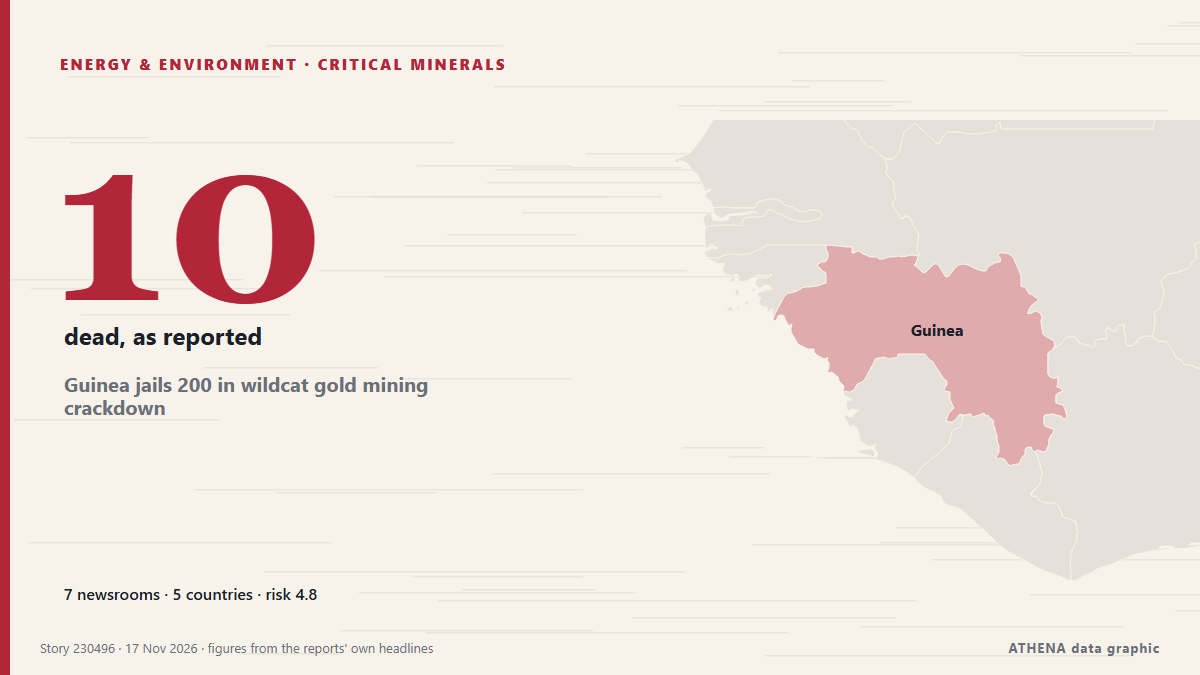 ENERGY & ENVIRONMENT · CRITICAL MINERALS
10
dead, as reported
Guinea jails 200 in wildcat gold mining
crackdown
Guinea
7 newsrooms · 5 countries · risk 4.8
Story 230496 · 17 Nov 2026 · figures from the reports' own headlines
ATHENA data graphic